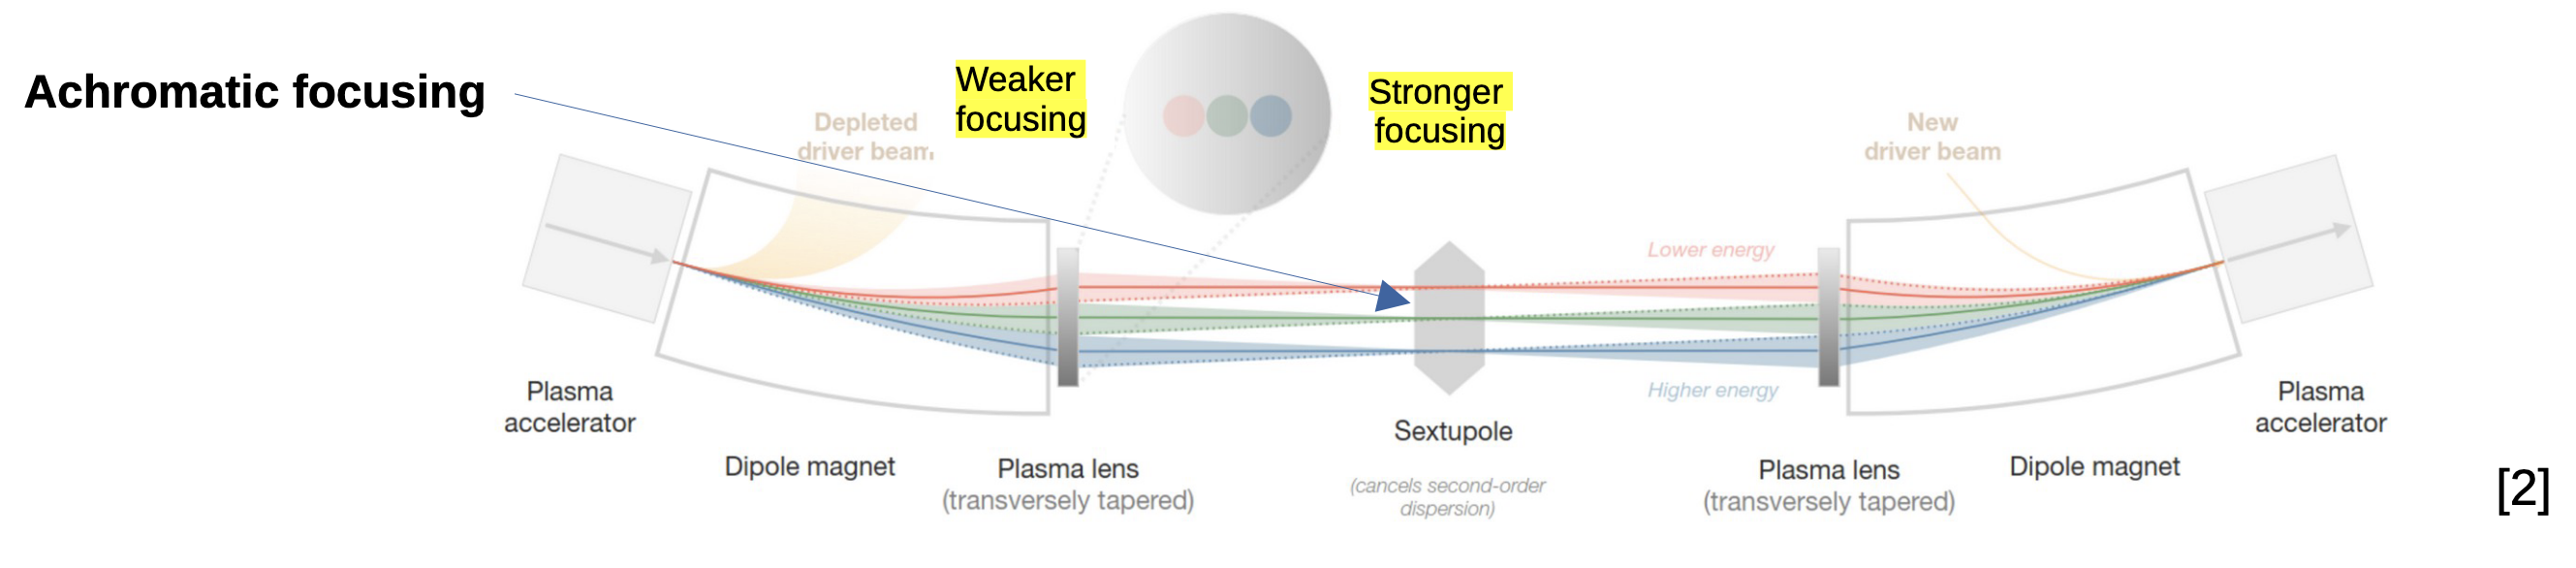 Achromatic focusing
Depleted
driver beam
Weaker
focusing
Stronger
focusing
New
driver beam
Lower energy
Higher energy
Plasma
accelerator
Dipole magnet
Plasma lens
(transversely tapered)
Sextupole
(cancels second-order
dispersion)
Plasma lens
(transversely tapered)
Dipole magnet
Plasma
accelerator
[2]